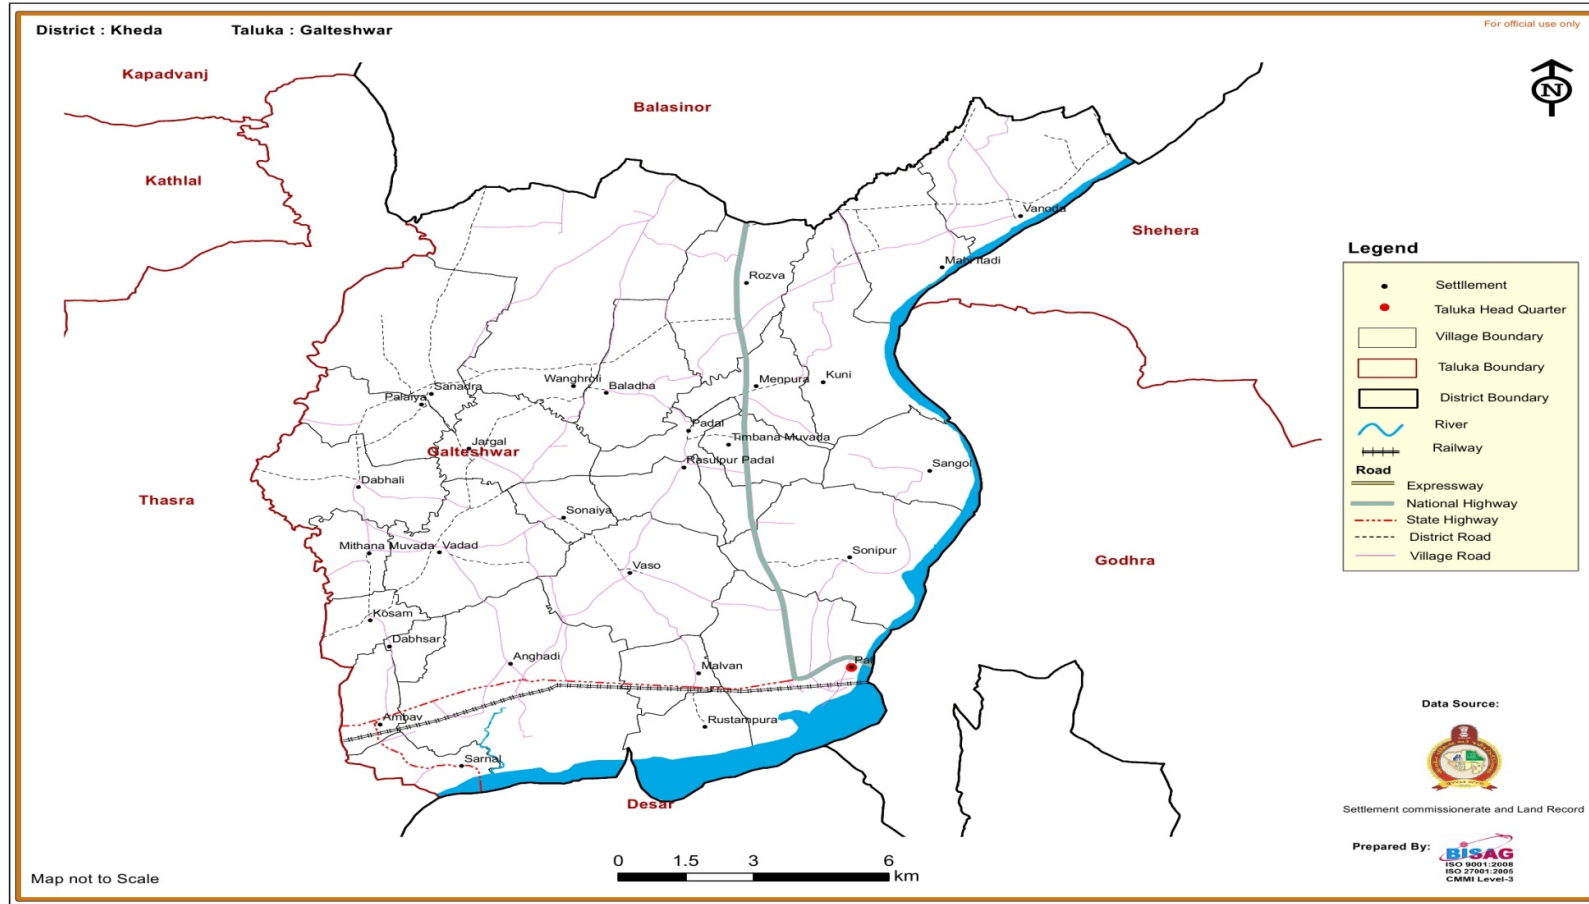 District : Kheda
Taluka : Galteshwar
For official use only
Kapadvanj
Balasinor
N
Kathlal
Vanoda
Shehera
Legend
Mahi Itadi
Rozva
Settllement
Taluka Head Quarter
Village Boundary
Taluka Boundary
District Boundary
River
Railway
Road
Expressway
National Highway
State Highway
District Road
Village Road
Sanadra
Palaiya
Wanghroli
Baladha
Menpura
Kuni
Padal
Timbana Muvada
Jargal
Galteshwar
Rasulpur Padal
Sangol
Thasra
Dabhali
Sonaiya
Mithana Muvada
Vadad
Sonipur
Godhra
Vaso
Kosam
Dabhsar
Anghadi
Malvan
Pali
Ambav
Rustampura
Sarnal
Desar
Data Source:
Settlement commissionerate and Land Record
Prepared By:
BISAG
ISO 9001:2008
ISO 27001:2005
CMMI Level-3
0 1.5 3 6
km
Map not to Scale